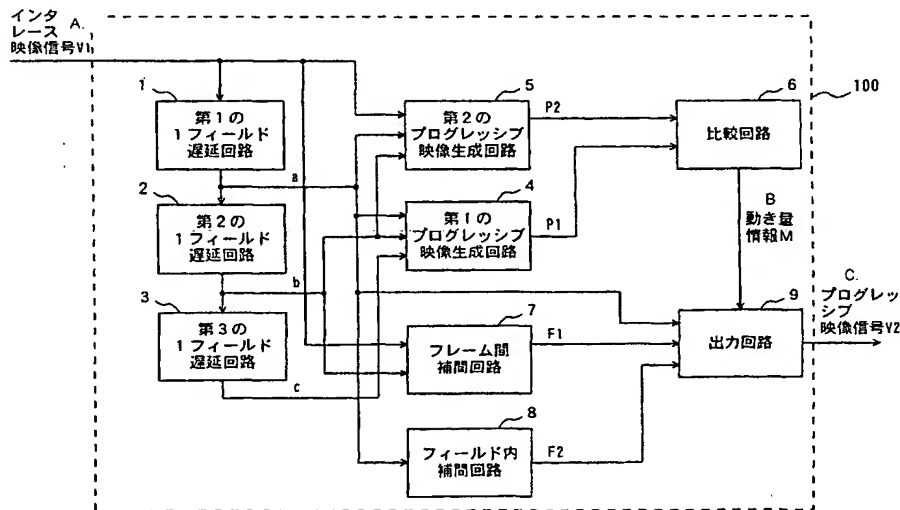 インタ
レース A.
映像信号V1
1
第1の
1フィールド
遅延回路
a
2
第2の
1フィールド
遅延回路
b
3
第3の
1フィールド
遅延回路
c
5
第2の
プログレッシブ
映像生成回路
P2
4
第1の
プログレッシブ
映像生成回路
P1
7
フレーム間
補間回路
F1
8
フィールド内
補間回路
F2
6
比較回路
100
B
動き量
情報M
9
出力回路
C.
プログレッ
シブ
映像信号V2